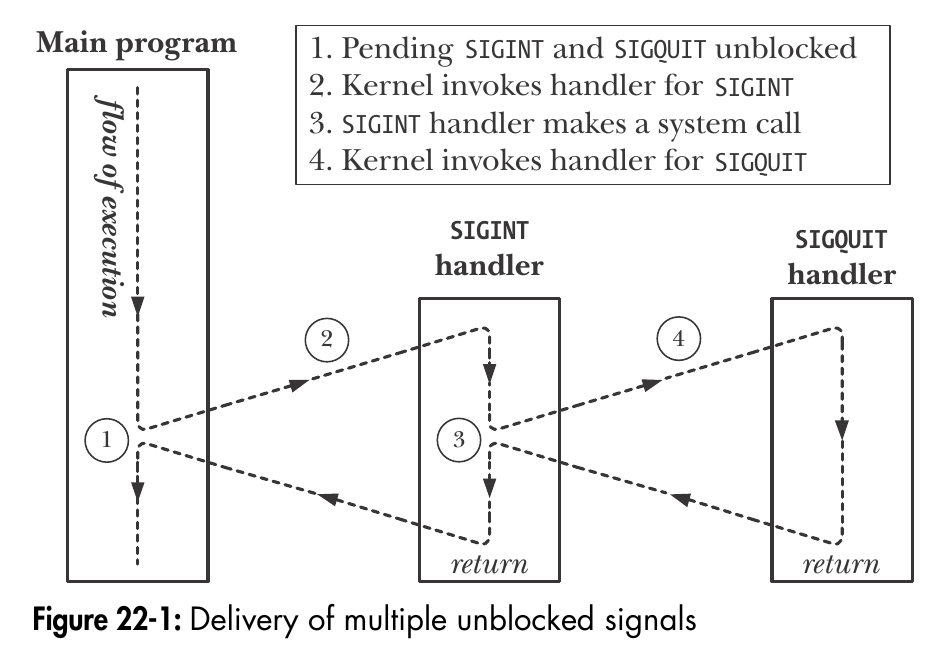 Main program
1. Pending SIGINT and SIGQUIT unblocked
2. Kernel invokes handler for SIGINT
3. SIGINT handler makes a system call
4. Kernel invokes handler for SIGQUIT
flow of execution
SIGINT
handler
SIGQUIT
handler
2
4
1
3
return
return
Figure 22-1: Delivery of multiple unblocked signals